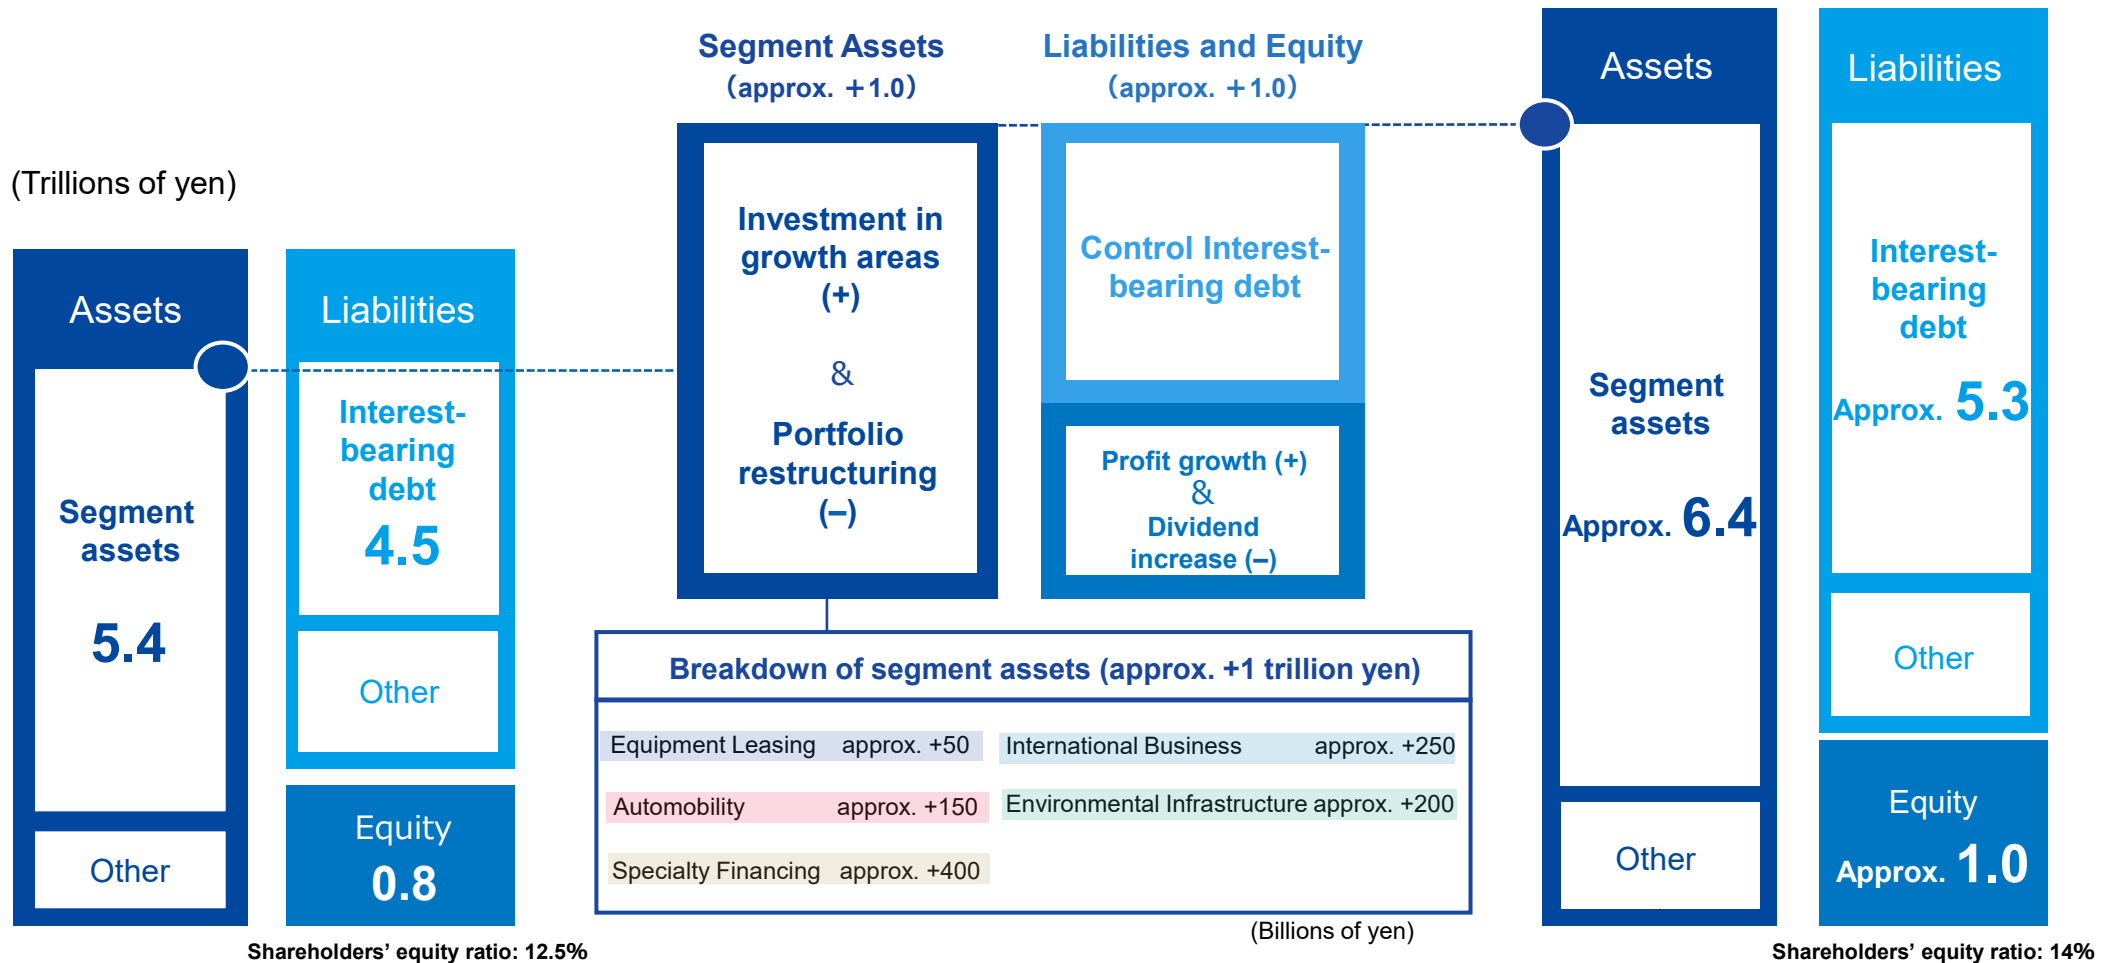 (Trillions of yen)
Assets
Segment
assets
5.4
Other
Liabilities
Interest-
bearing
debt
4.5
Other
Equity
0.8
Shareholders’ equity ratio: 12.5%
Segment Assets
（approx. ＋1.0）
Investment in
growth areas
(+)
&
Portfolio
restructuring
(–)
Liabilities and Equity
（approx. ＋1.0）
Control Interest-
bearing debt
Profit growth (+)
&
Dividend
increase (–)
Breakdown of segment assets (approx. +1 trillion yen)
Equipment Leasing approx. +50
International Business approx. +250
Automobility approx. +150
Environmental Infrastructure approx. +200
Specialty Financing approx. +400
(Billions of yen)
Assets
Segment
assets
Approx. 6.4
Other
Liabilities
Interest-
bearing
debt
Approx. 5.3
Other
Equity
Approx. 1.0
Shareholders’ equity ratio: 14%